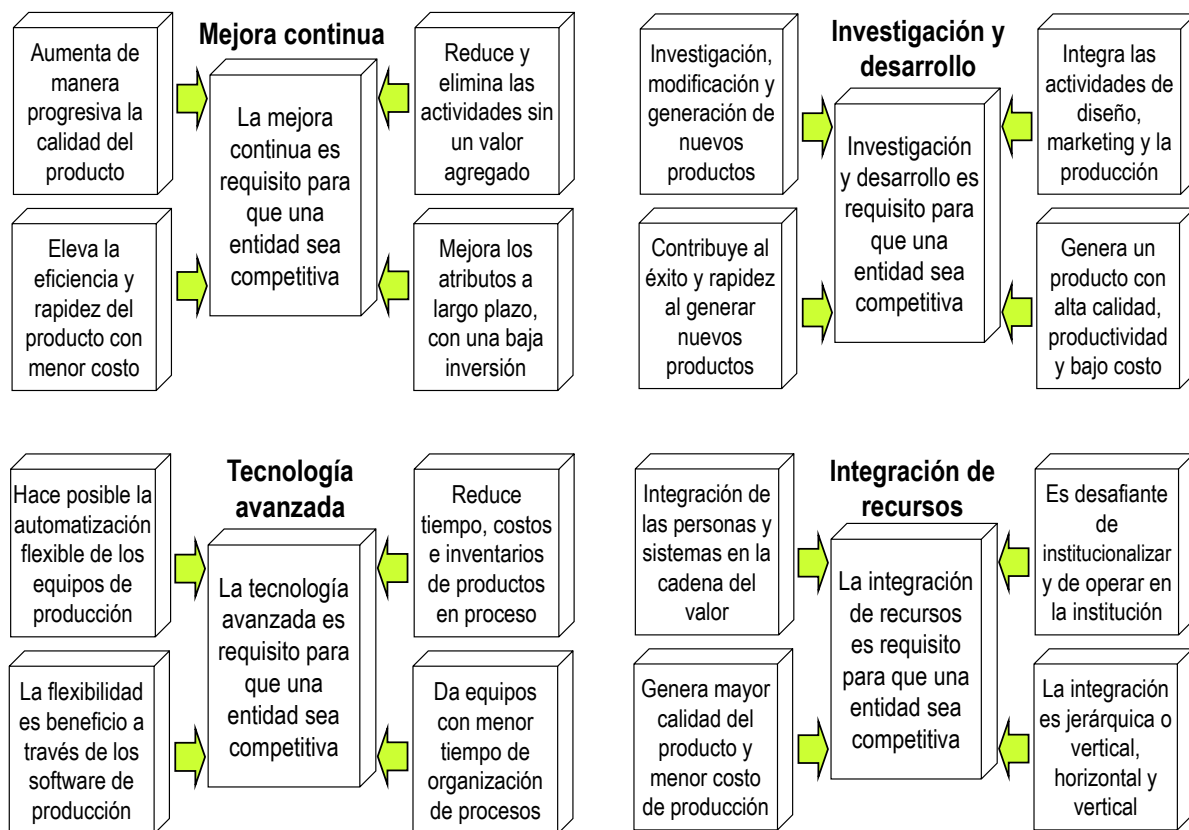 Mejora continua
Aumenta de
manera
progresiva la
calidad del
producto
Eleva la
eficiencia y
rapidez del
producto con
menor costo
La mejora
continua es
requisito para
que una
entidad sea
competitiva
Reduce y
elimina las
actividades sin
un valor
agregado
Mejora los
atributos a
largo plazo,
con una baja
inversión
Investigación y
desarrollo
Investigación,
modificación y
generación de
nuevos
productos
Contribuye al
éxito y rapidez
al generar
nuevos
productos
Investigación
y desarrollo es
requisito para
que una
entidad sea
competitiva
Integra las
actividades de
diseño,
marketing y la
producción
Genera un
producto con
alta calidad,
productividad
y bajo costo
Tecnología
avanzada
Hace posible la
automatización
flexible de los
equipos de
producción
La flexibilidad
es beneficio a
través de los
software de
producción
La tecnología
avanzada es
requisito para
que una
entidad sea
competitiva
Reduce
tiempo, costos
e inventarios
de productos
en proceso
Da equipos
con menor
tiempo de
organización
de procesos
Integración de
recursos
Integración de
las personas y
sistemas en la
cadena del
valor
Genera mayor
calidad del
producto y
menor costo
de producción
La integración
de recursos
es requisito
para que una
entidad sea
competitiva
Es desafiante
de
institucionalizar
y de operar en
la institución
La integración
es jerárquica o
vertical,
horizontal y
vertical